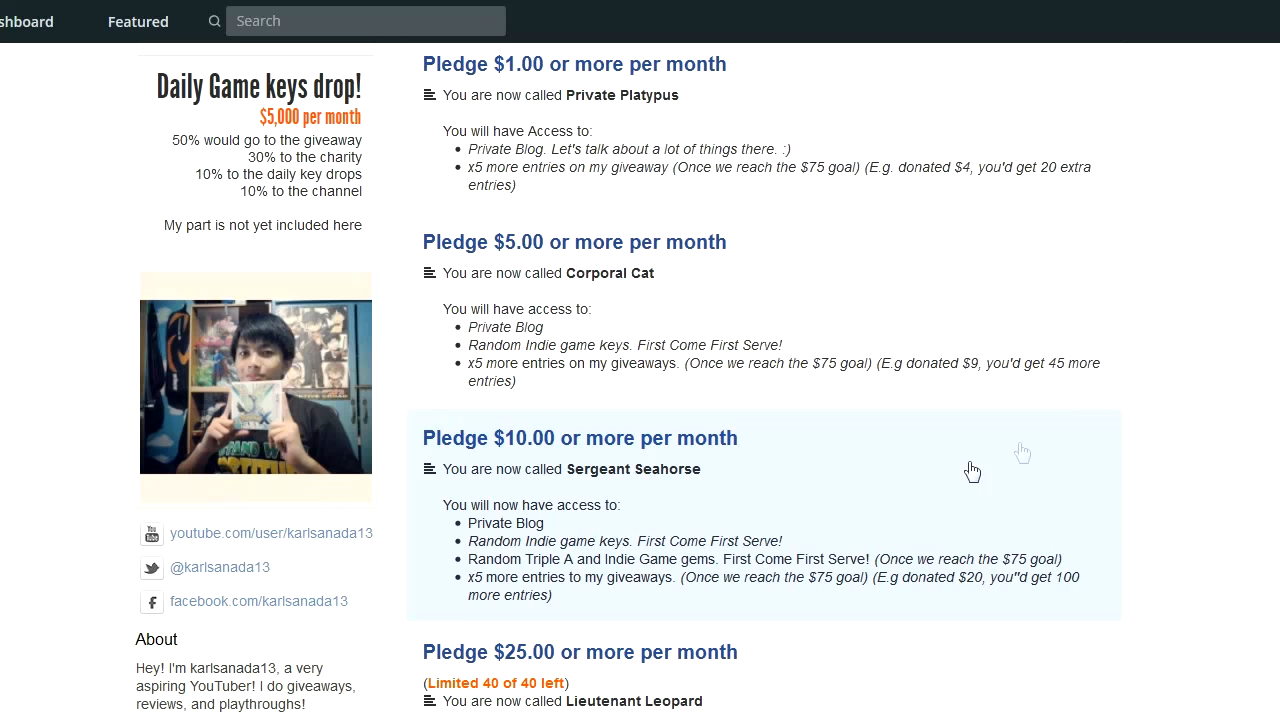 shboard
Featured
Search
Daily Game keys drop!
$5,000 per month
50% would go to the giveaway
30% to the charity
10% to the daily key drops
10% to the channel
My part is not yet included here
youtube.com/user/karlsanada13
@karlsanada13
facebook.com/karlsanada13
About
Hey! I'm karlsanada13, a very
aspiring YouTuber! I do giveaways,
reviews, and playthroughs!
Pledge $1.00 or more per month
You are now called Private Platypus
You will have Access to:
• Private Blog. Let's talk about a lot of things there. :)
• x5 more entries on my giveaway (Once we reach the $75 goal) (E.g. donated $4, you'd get 20 extra
entries)
Pledge $5.00 or more per month
You are now called Corporal Cat
You will have access to:
• Private Blog
• Random Indie game keys. First Come First Serve!
• x5 more entries on my giveaways. (Once we reach the $75 goal) (E.g donated $9, you'd get 45 more
entries)
Pledge $10.00 or more per month
You are now called Sergeant Seahorse
You will now have access to:
• Private Blog
• Random Indie game keys. First Come First Serve!
• Random Triple A and Indie Game gems. First Come First Serve! (Once we reach the $75 goal)
• x5 more entries to my giveaways. (Once we reach the $75 goal) (E.g donated $20, you"d get 100
more entries)
Pledge $25.00 or more per month
(Limited 40 of 40 left)
You are now called Lieutenant Leopard